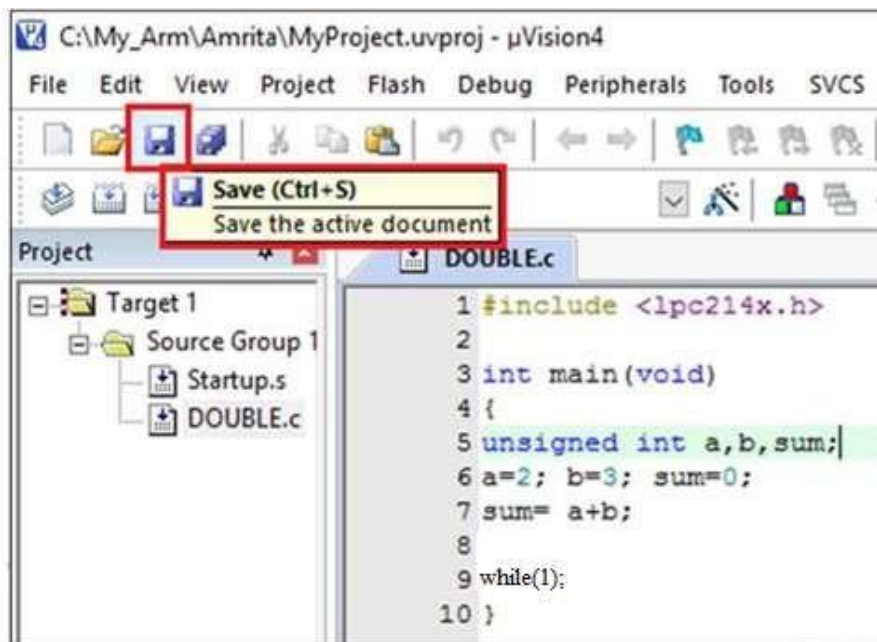 C:\My_Arm\Amrita\MyProject.uvproj - µVision4
File Edit View Project Flash Debug Peripherals Tools SVCS
Save (Ctrl+S)
Save the active document
Project
DOUBLE.c
Target 1
Source Group 1
Startup.s
DOUBLE.c
1 #include <lpc214x.h>
2
3 int main(void)
4 {
5 unsigned int a,b,sum;
6 a=2; b=3; sum=0;
7 sum= a+b;
8
9 while(1);
10 }